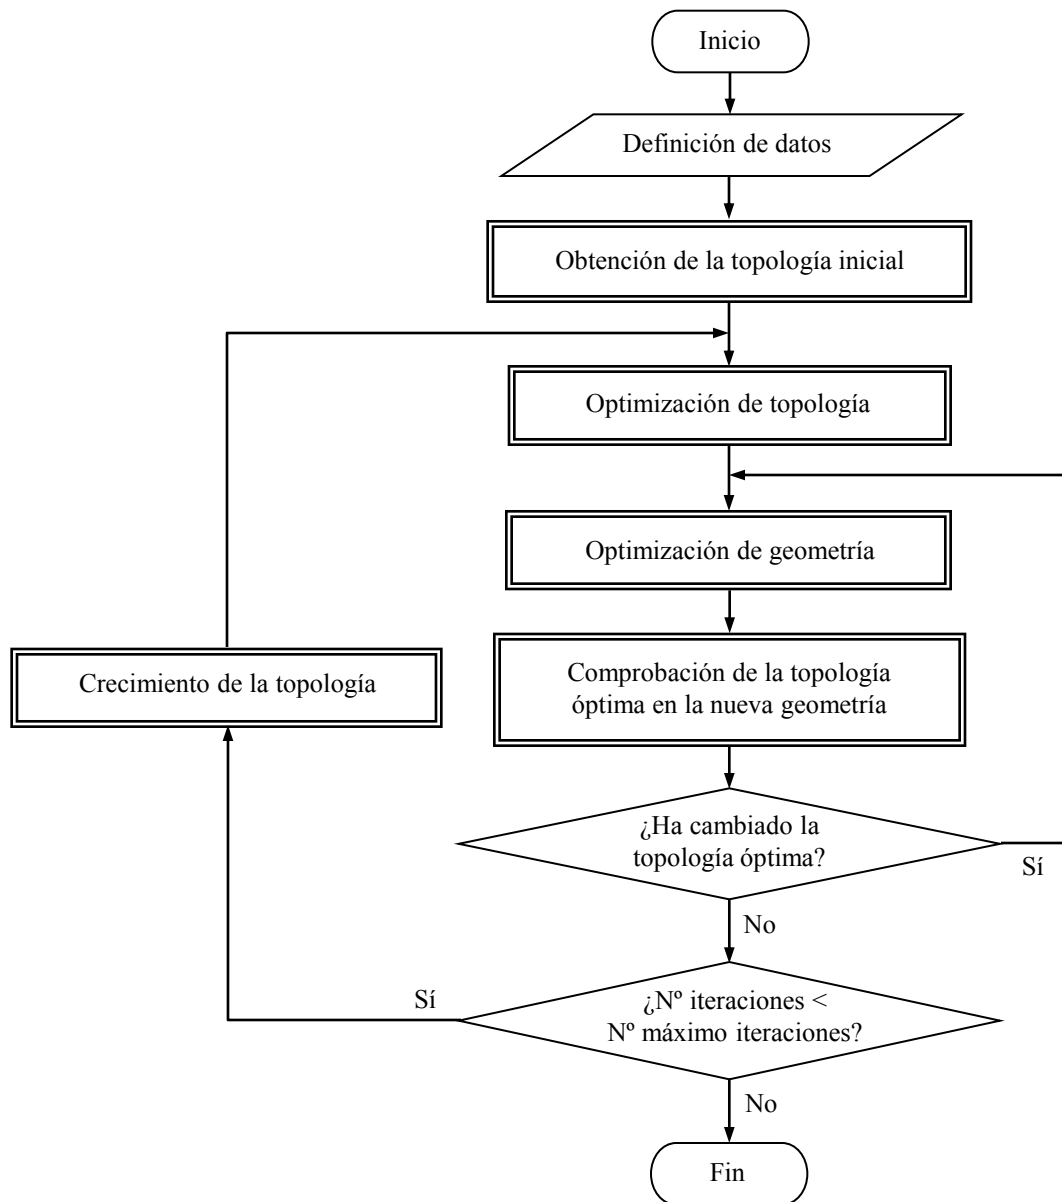 Inicio
Definición de datos
Obtención de la topología inicial
Optimización de topología
Optimización de geometría
Crecimiento de la topología
Comprobación de la topología
óptima en la nueva geometría
¿Ha cambiado la
topología óptima?
Sí
No
Sí
¿Nº iteraciones <
Nº máximo iteraciones?
No
Fin